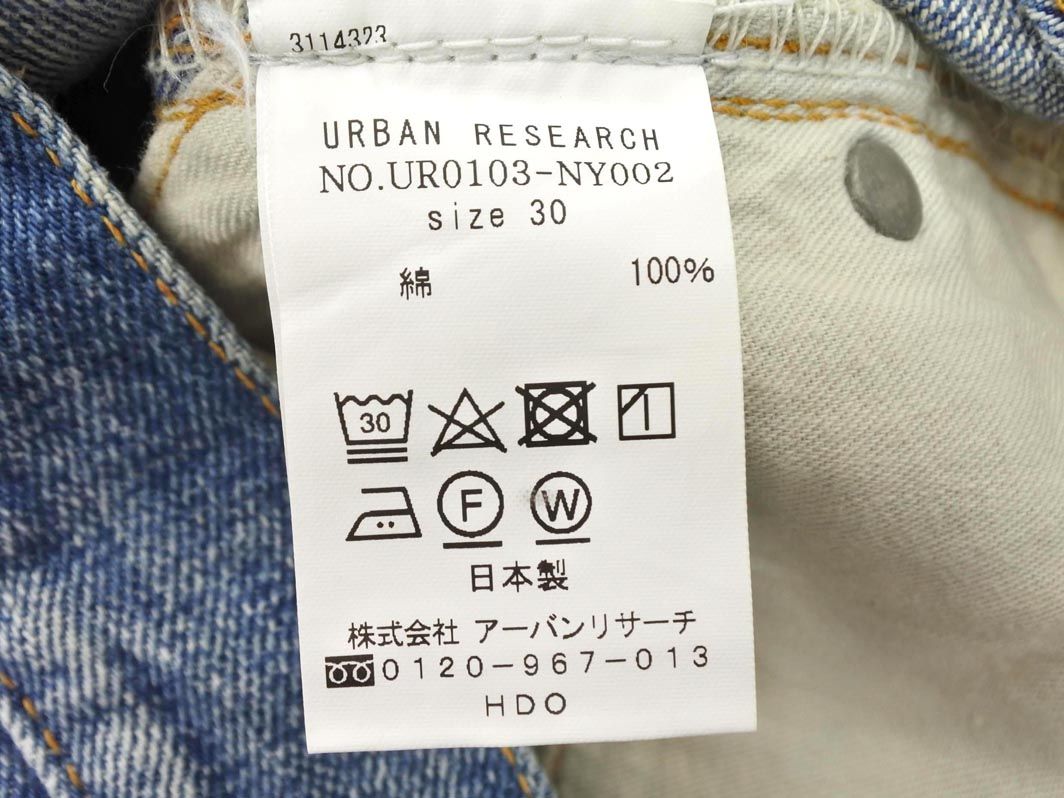 3114323
URBAN RESEARCH
NO.UR0103-NY002
size 30
綿 100%
30
F W
日本製
株式会社 アーバンリサーチ
0120-967-013
HDO